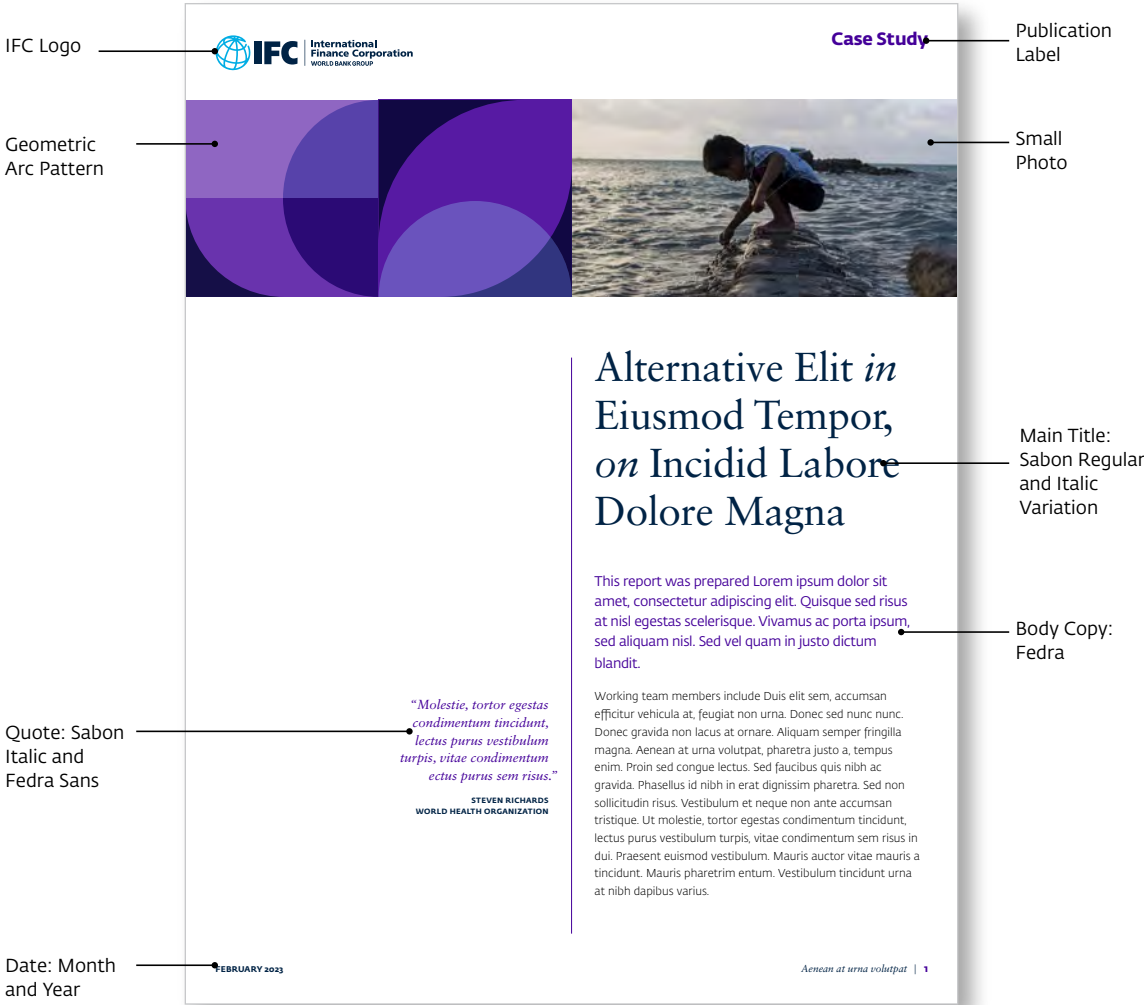 IFC Logo
IFC
International
Finance Corporation
WORLD BANK GROUP
Case Study
Publication
Label
Geometric
Arc Pattern
Small
Photo
Alternative Elit in
Eiusmod Tempor,
on Incidid Labore
Dolore Magna
Main Title:
Sabon Regular
and Italic
Variation
This report was prepared Lorem ipsum dolor sit
amet, consectetur adipiscing elit. Quisque sed risus
at nisl egestas scelerisque. Vivamus ac porta ipsum,
sed aliquam nisl. Sed vel quam in justo dictum
blandit.
Body Copy:
Fedra
Working team members include Duis elit sem, accumsan
efficitur vehicula at, feugiat non urna. Donec sed nunc nunc.
Donec gravida non lacus at ornare. Aliquam semper fringilla
magna. Aenean at urna volutpat, pharetra justo a, tempus
enim. Proin sed congue lectus. Sed faucibus quis nibh ac
gravida. Phasellus id nibh in erat dignissim pharetra. Sed non
sollicitudin risus. Vestibulum et neque non ante accumsan
tristique. Ut molestie, tortor egestas condimentum tincidunt,
lectus purus vestibulum turpis, vitae condimentum sem risus in
dui. Praesent euismod vestibulum. Mauris auctor vitae mauris a
tincidunt. Mauris pharetrim entum. Vestibulum tincidunt urna
at nibh dapibus varius.
Quote: Sabon
Italic and
Fedra Sans
“Molestie, tortor egestas
condimentum tincidunt,
lectus purus vestibulum
turpis, vitae condimentum
ectus purus sem risus.”
STEVEN RICHARDS
WORLD HEALTH ORGANIZATION
Date: Month
and Year
FEBRUARY 2023
Aenean at urna volutpat | 1